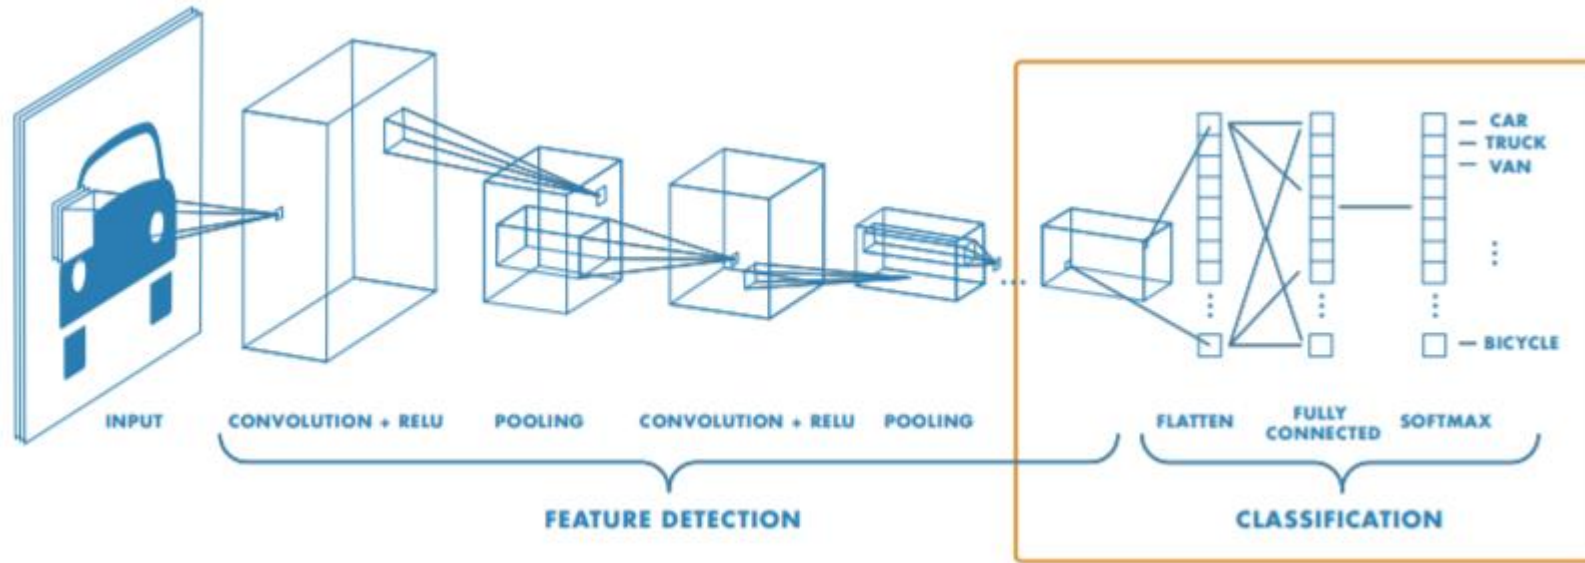 CAR
TRUCK
VAN
BICYCLE
INPUT
CONVOLUTION + RELU
POOLING
CONVOLUTION + RELU
POOLING
FLATTEN
FULLY
CONNECTED
SOFTMAX
FEATURE DETECTION
CLASSIFICATION